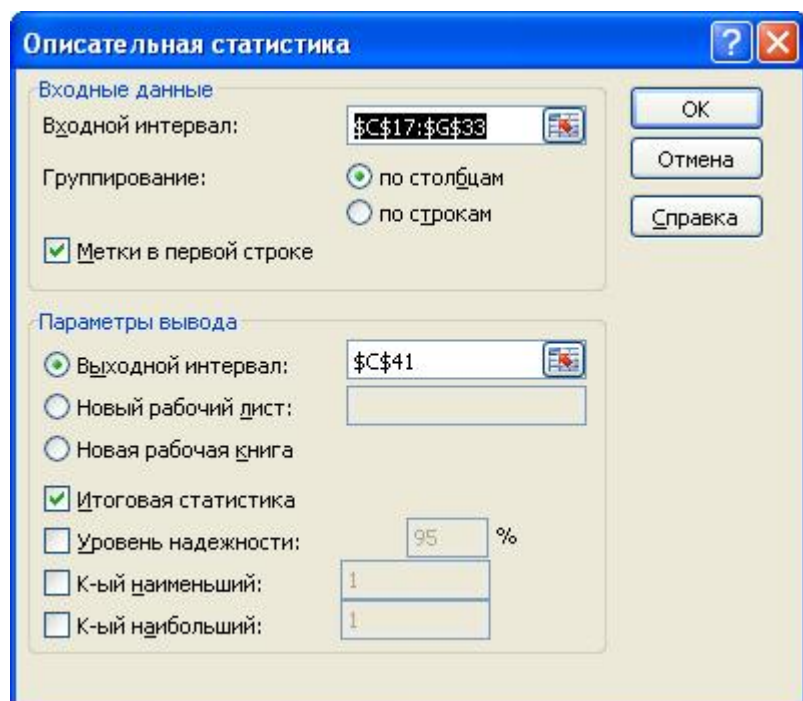 Описательная статистика
Входные данные
Входной интервал: $C$17:$G$33
Группирование: по столбцам
по строкам
Метки в первой строке
OK
Отмена
Справка
Параметры вывода
Выходной интервал: $C$41
Новый рабочий лист:
Новая рабочая книга
Итоговая статистика
Уровень надежности: 95 %
К-ый наименьший: 1
К-ый наибольший: 1